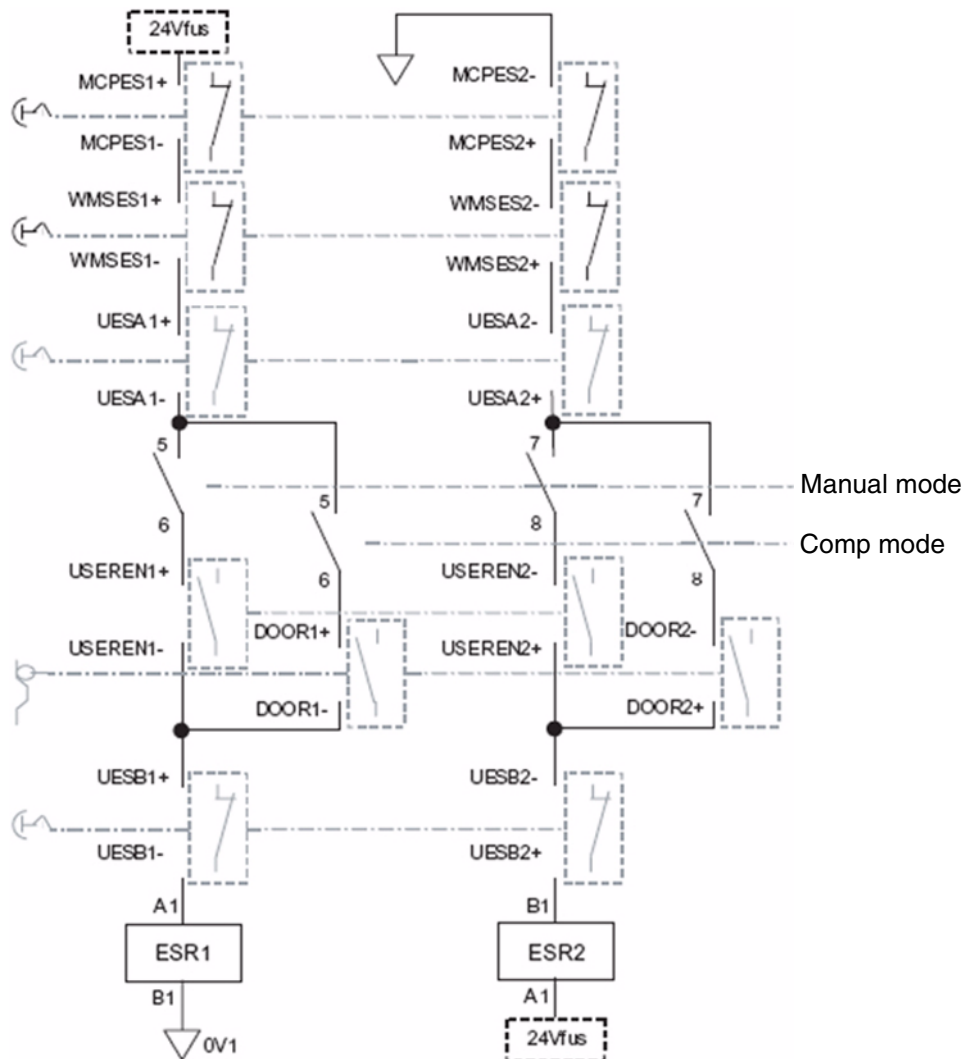 24Vfus
MCPES1+
MCPES2-
MCPES1-
MCPES2+
WMSES1+
WMSES2-
WMSES1-
WMSES2+
UESA1+
UESA2-
UESA1-
UESA2+
5
7
Manual mode
5
7
6
8
Comp mode
USEREN1+
6
USEREN2-
8
DOOR1+
DOOR2-
USEREN1-
USEREN2+
DOOR1-
DOOR2+
UESB1+
UESB2-
UESB1-
UESB2+
A1
B1
ESR1
ESR2
B1
A1
0V1
24Vfus